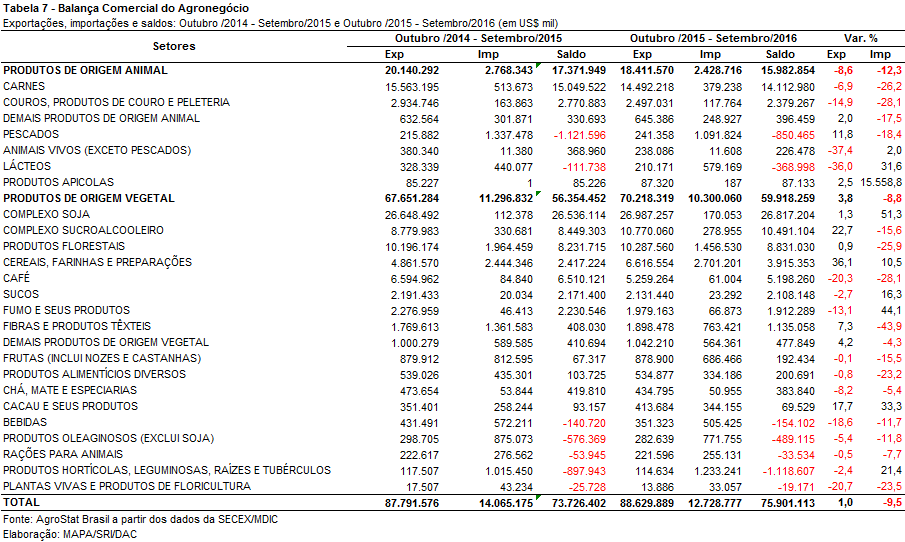 Tabela 7 - Balança Comercial do Agronegócio
Exportações, importações e saldos: Outubro /2014 - Setembro/2015 e Outubro /2015 - Setembro/2016 (em US$ mil)
Setores Outubro /2014 - Setembro/2015 Outubro /2015 - Setembro/2016 Var. %
Exp Imp Saldo Exp Imp Saldo Exp Imp
PRODUTOS DE ORIGEM ANIMAL 20.140.292 2.768.343 17.371.949 18.411.570 2.428.716 15.982.854 -8,6 -12,3
CARNES 15.563.195 513.673 15.049.522 14.492.218 379.238 14.112.980 -6,9 -26,2
COUROS, PRODUTOS DE COURO E PELETERIA 2.934.746 163.863 2.770.883 2.497.031 117.764 2.379.267 -14,9 -28,1
DEMAIS PRODUTOS DE ORIGEM ANIMAL 632.564 301.871 330.693 645.386 248.927 396.459 2,0 -17,5
PESCADOS 215.882 1.337.478 -1.121.596 241.358 1.091.824 -850.465 11,8 -18,4
ANIMAIS VIVOS (EXCETO PESCADOS) 380.340 11.380 368.960 238.086 11.608 226.478 -37,4 2,0
LÁCTEOS 328.339 440.077 -111.738 210.171 579.169 -368.998 -36,0 31,6
PRODUTOS APICOLAS 85.227 1 85.226 87.320 187 87.133 2,5 15.558,8
PRODUTOS DE ORIGEM VEGETAL 67.651.284 11.296.832 56.354.452 70.218.319 10.300.060 59.918.259 3,8 -8,8
COMPLEXO SOJA 26.648.492 112.378 26.536.114 26.987.257 170.053 26.817.204 1,3 51,3
COMPLEXO SUCROALCOOLEIRO 8.779.983 330.681 8.449.303 10.770.060 278.955 10.491.104 22,7 -15,6
PRODUTOS FLORESTAIS 10.196.174 1.964.459 8.231.715 10.287.560 1.456.530 8.831.030 0,9 -25,9
CEREAIS, FARINHAS E PREPARAÇÕES 4.861.570 2.444.346 2.417.224 6.616.554 2.701.201 3.915.353 36,1 10,5
CAFÉ 6.594.962 84.840 6.510.121 5.259.264 61.004 5.198.260 -20,3 -28,1
SUCOS 2.191.433 20.034 2.171.400 2.131.440 23.292 2.108.148 -2,7 16,3
FUMO E SEUS PRODUTOS 2.276.959 46.413 2.230.546 1.979.163 66.873 1.912.289 -13,1 44,1
FIBRAS E PRODUTOS TÊXTEIS 1.769.613 1.361.583 408.030 1.898.478 763.421 1.135.058 7,3 -43,9
DEMAIS PRODUTOS DE ORIGEM VEGETAL 1.000.279 589.585 410.694 1.042.210 564.361 477.849 4,2 -4,3
FRUTAS (INCLUI NOZES E CASTANHAS) 879.912 812.595 67.317 878.900 686.466 192.434 -0,1 -15,5
PRODUTOS ALIMENTÍCIOS DIVERSOS 539.026 435.301 103.725 534.877 334.186 200.691 -0,8 -23,2
CHÁ, MATE E ESPECIARIAS 473.654 53.844 419.810 434.795 50.955 383.840 -8,2 -5,4
CACAU E SEUS PRODUTOS 351.401 258.244 93.157 413.684 344.155 69.529 17,7 33,3
BEBIDAS 431.491 572.211 -140.720 351.323 505.425 -154.102 -18,6 -11,7
PRODUTOS OLEAGINOSOS (EXCLUI SOJA) 298.705 875.073 -576.369 282.639 771.755 -489.115 -5,4 -11,8
RAÇÕES PARA ANIMAIS 222.617 276.562 -53.945 221.596 255.131 -33.534 -0,5 -7,7
PRODUTOS HORTÍCOLAS, LEGUMINOSAS, RAÍZES E TUBÉRCULOS 117.507 1.015.450 -897.943 114.634 1.233.241 -1.118.607 -2,4 21,4
PLANTAS VIVAS E PRODUTOS DE FLORICULTURA 17.507 43.234 -25.728 13.886 33.057 -19.171 -20,7 -23,5
TOTAL 87.791.576 14.065.175 73.726.402 88.629.889 12.728.777 75.901.113 1,0 -9,5
Fonte: AgroStat Brasil a partir dos dados da SECEX/MDIC
Elaboração: MAPA/SRI/DAC